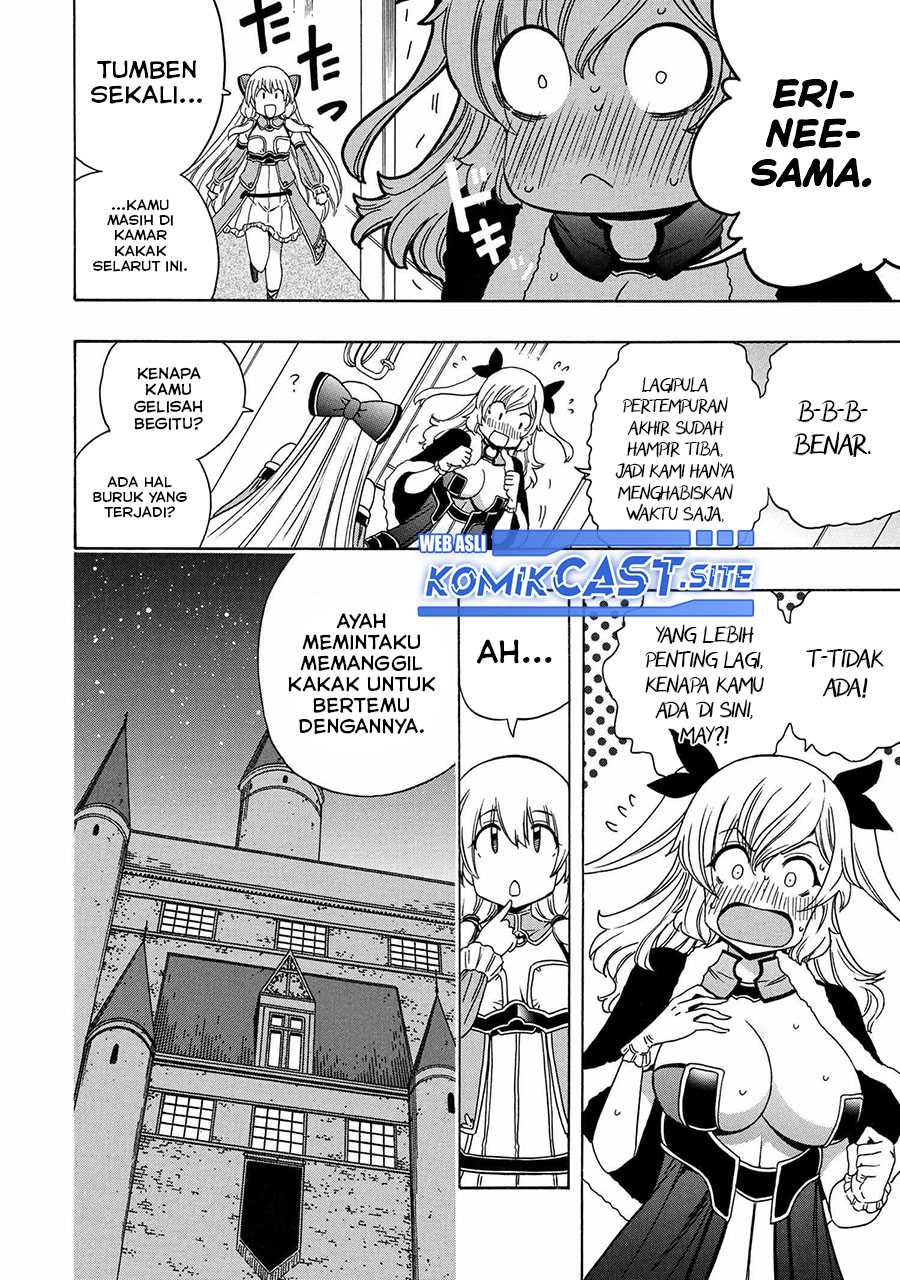 ERI-
NEE-
SAMA.
ドキ
たたっ
TUMBEN
SEKALI...
...KAMU
MASIH DI
KAMAR
KAKAK
SELARUT INI.
B-B-B-
BENAR.
LAGIPULA
PERTEMPURAN
AKHIR SUDAH
HAMPIR TIBA,
JADI KAMI HANYA
MENGHABISKAN
WAKTU SAJA.
?
KENAPA
KAMU
GELISAH
BEGITU?
ADA HAL
BURUK YANG
TERJADI?
WEB ASLI
KOMIKCAST.SITE
T-TIDAK
ADA!
YANG LEBIH
PENTING LAGI,
KENAPA KAMU
ADA DI SINI,
MAY?!
AH...
AYAH
MEMINTAKU
MEMANGGIL
KAKAK UNTUK
BERTEMU
DENGANNYA.